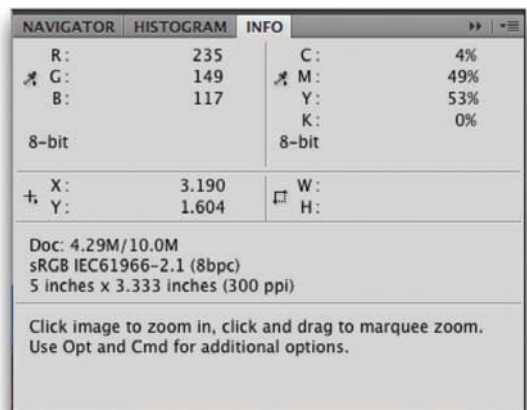 NAVIGATOR HISTOGRAM INFO
R: 235 C: 4%
G: 149 M: 49%
B: 117 Y: 53%
K: 0%
8-bit 8-bit
X: 3.190 W:
Y: 1.604 H:
Doc: 4.29M/10.0M
sRGB IEC61966-2.1 (8bpc)
5 inches x 3.333 inches (300 ppi)
Click image to zoom in, click and drag to marquee zoom.
Use Opt and Cmd for additional options.